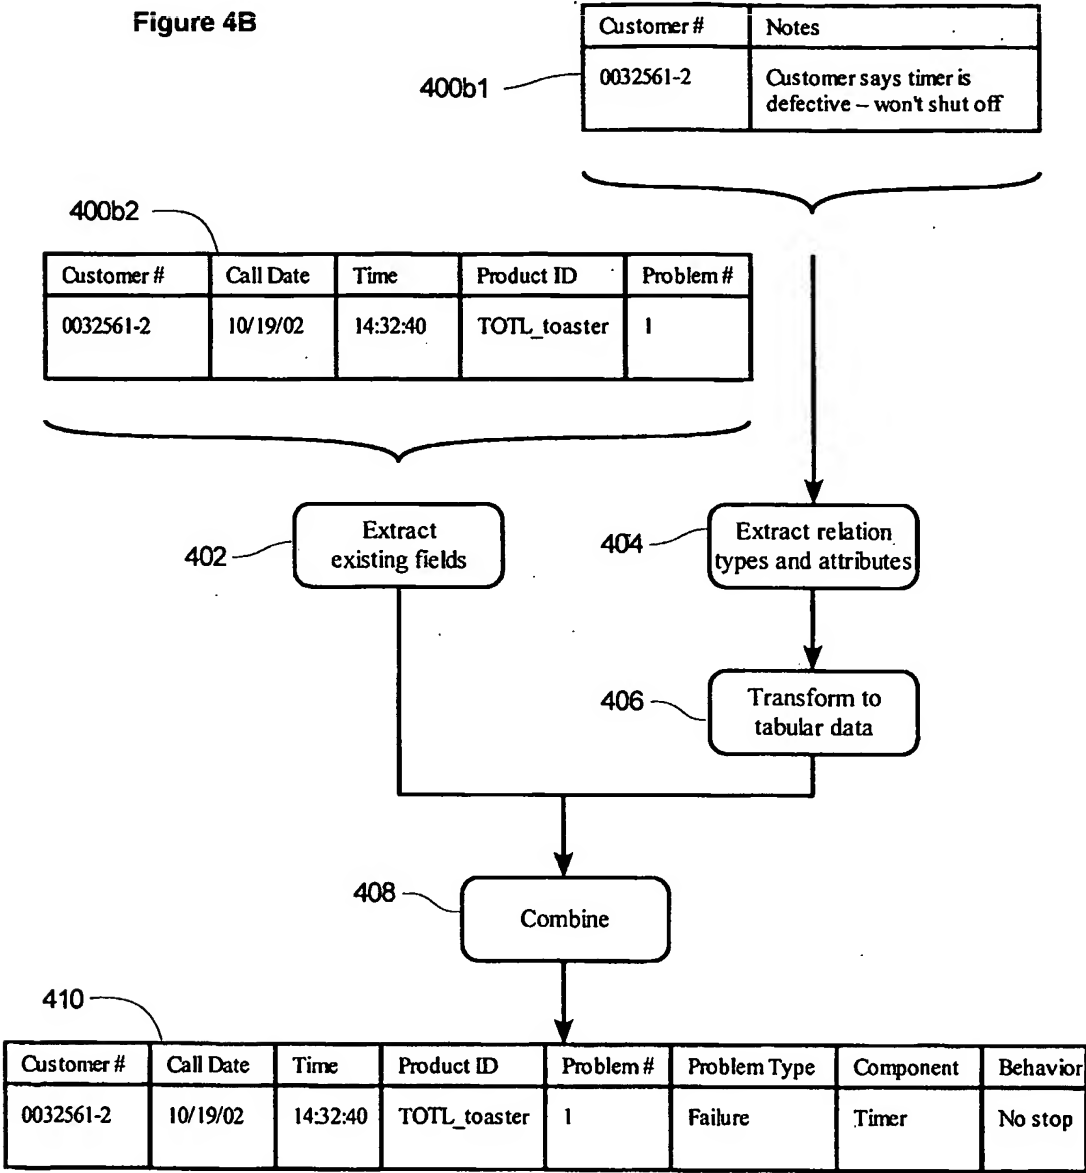 Figure 4B
Customer # Notes
400b1
0032561-2 Customer says timer is
defective – won't shut off
400b2
Customer # Call Date Time Product ID Problem #
0032561-2 10/19/02 14:32:40 TOTL_toaster 1
402
Extract
existing fields
404
Extract relation
types and attributes
406
Transform to
tabular data
408
Combine
410
Customer # Call Date Time Product ID Problem # Problem Type Component Behavior
0032561-2 10/19/02 14:32:40 TOTL_toaster 1 Failure Timer No stop